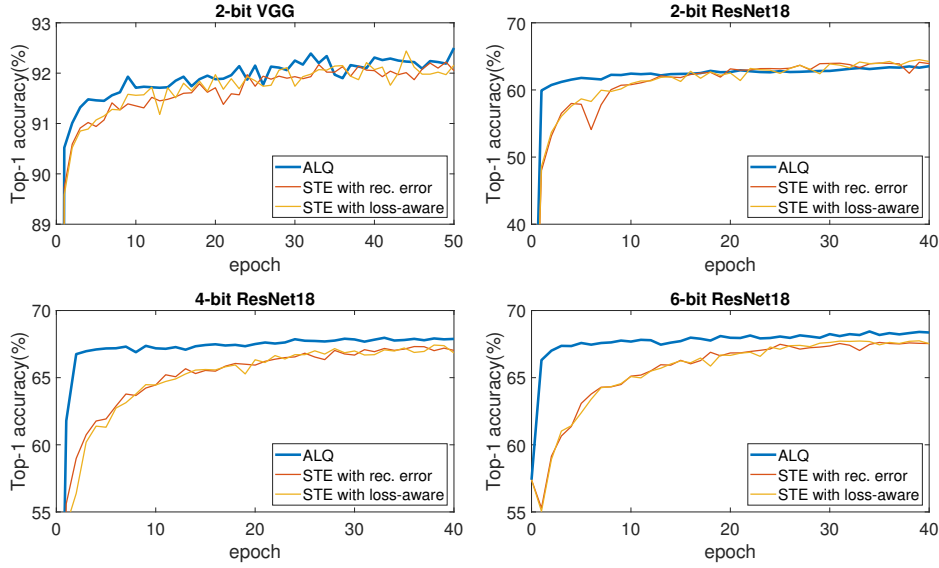 2-bit VGG
Top-1 accuracy(%)
93
92
91
90
89
0 10 20 30 40 50
epoch
ALQ
STE with rec. error
STE with loss-aware
2-bit ResNet18
Top-1 accuracy(%)
70
60
50
40
0 10 20 30 40
epoch
ALQ
STE with rec. error
STE with loss-aware
4-bit ResNet18
Top-1 accuracy(%)
70
65
60
55
0 10 20 30 40
epoch
ALQ
STE with rec. error
STE with loss-aware
6-bit ResNet18
Top-1 accuracy(%)
70
65
60
55
0 10 20 30 40
epoch
ALQ
STE with rec. error
STE with loss-aware